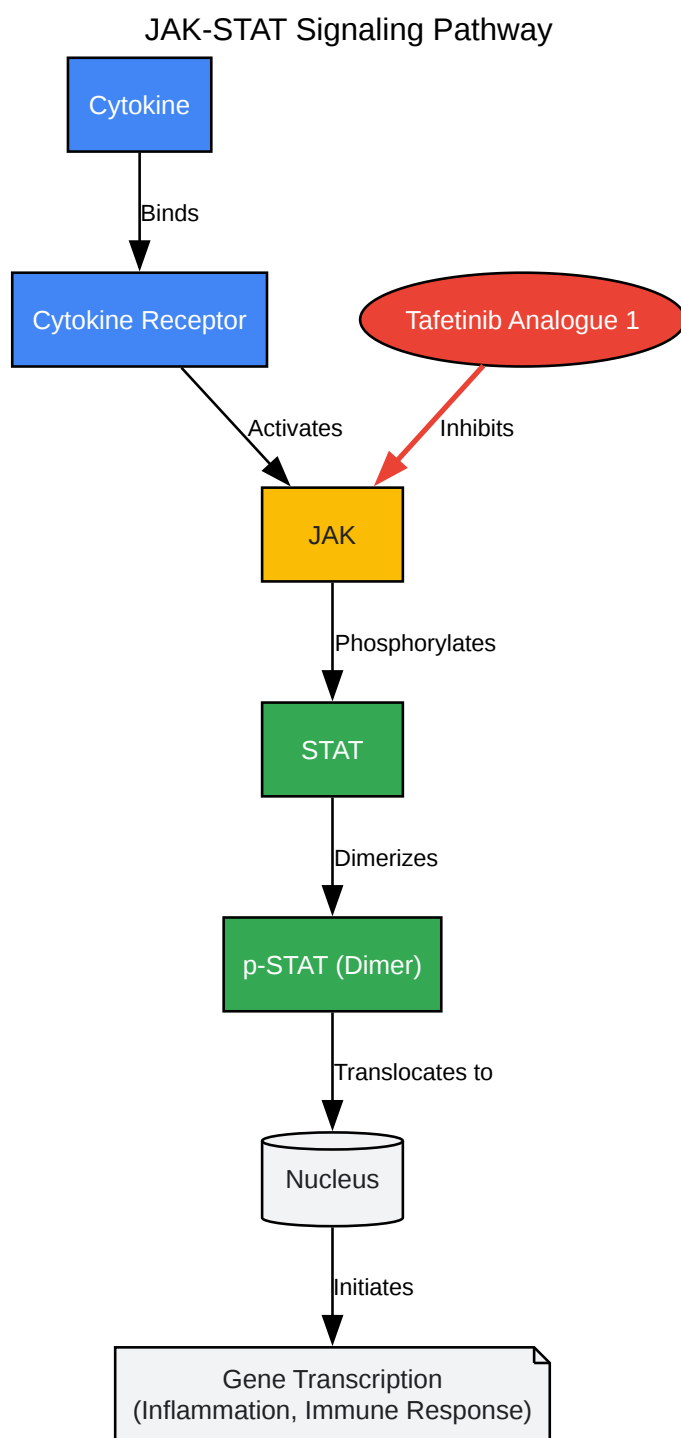 JAK-STAT Signaling Pathway
Cytokine
Binds
Cytokine Receptor
Tafetinib Analogue 1
Activates
Inhibits
JAK
Phosphorylates
STAT
Dimerizes
p-STAT (Dimer)
Translocates to
Nucleus
Initiates
Gene Transcription
(Inflammation, Immune Response)